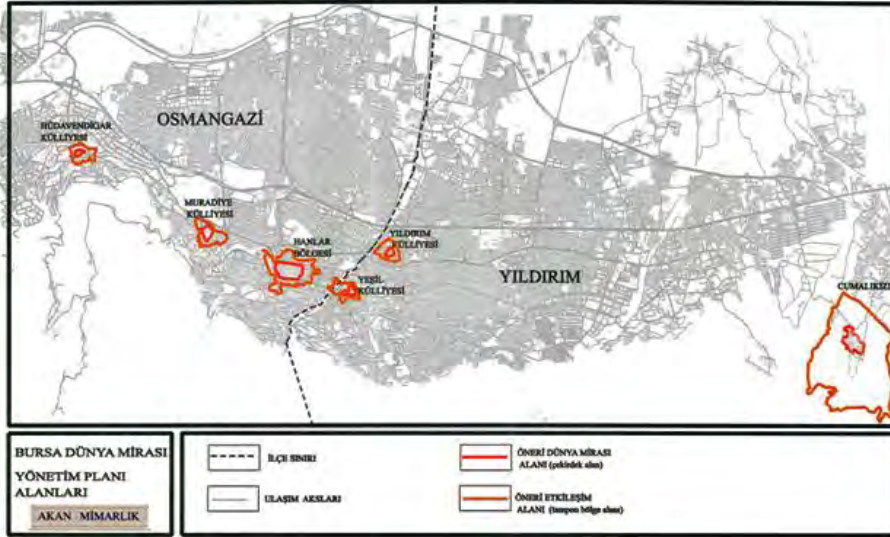 OSMANGAZİ
HÜDAVENDİGAR
KÜLLİYESİ
MURADİYE
KÜLLİYESİ
HANLAR
BÖLGESİ
YILDIRIM
KÜLLİYESİ
YEŞİL
KÜLLİYESİ
YILDIRIM
CUMALIKIZI
BURSA DÜNYA MİRASI
YÖNETİM PLANI
ALANLARI
AKAN MİMARLIK
İLÇE SINIRI
ULAŞIM AKSLARI
ÖNERİ DÜNYA MİRASI
ALANI (çekirdek alan)
ÖNERİ ETKİLEŞİM
ALANI (tampon bölge alanı)